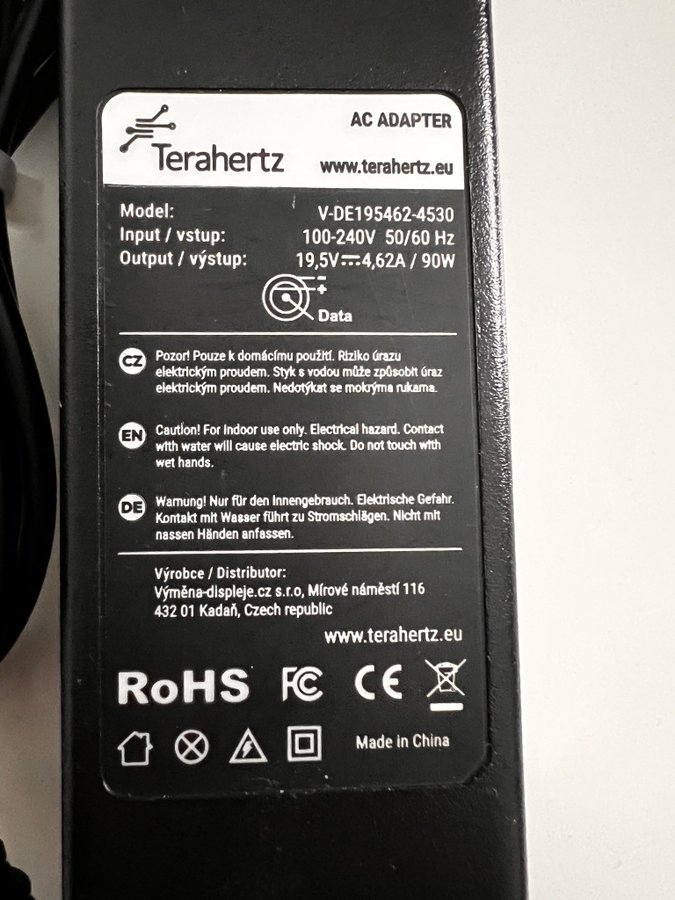 Terahertz
AC ADAPTER
www.terahertz.eu
Model: V-DE195462-4530
Input / vstup: 100-240V 50/60 Hz
Output / výstup: 19,5V⎓4,62A / 90W
- +
Data
CZ
Pozor! Pouze k domácímu použití. Riziko úrazu
elektrickým proudem. Styk s vodou může způsobit úraz
elektrickým proudem. Nedotýkat se mokrýma rukama.
EN
Caution! For Indoor use only. Electrical hazard. Contact
with water will cause electric shock. Do not touch with
wet hands.
DE
Warnung! Nur für den Innengebrauch. Elektrische Gefahr.
Kontakt mit Wasser führt zu Stromschlägen. Nicht mit
nassen Händen anfassen.
Výrobce / Distributor:
Výměna-displeje.cz s.r.o, Mírové náměstí 116
432 01 Kadaň, Czech republic
www.terahertz.eu
RoHS FC CE
Made in China